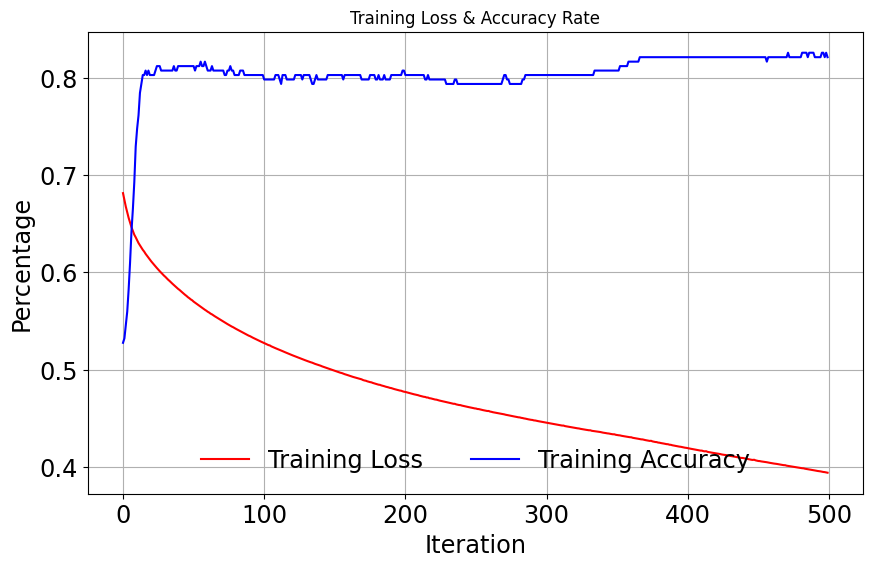 Training Loss & Accuracy Rate
Percentage
0.8
0.7
0.6
0.5
0.4
Training Loss
Training Accuracy
0 100 200 300 400 500
Iteration